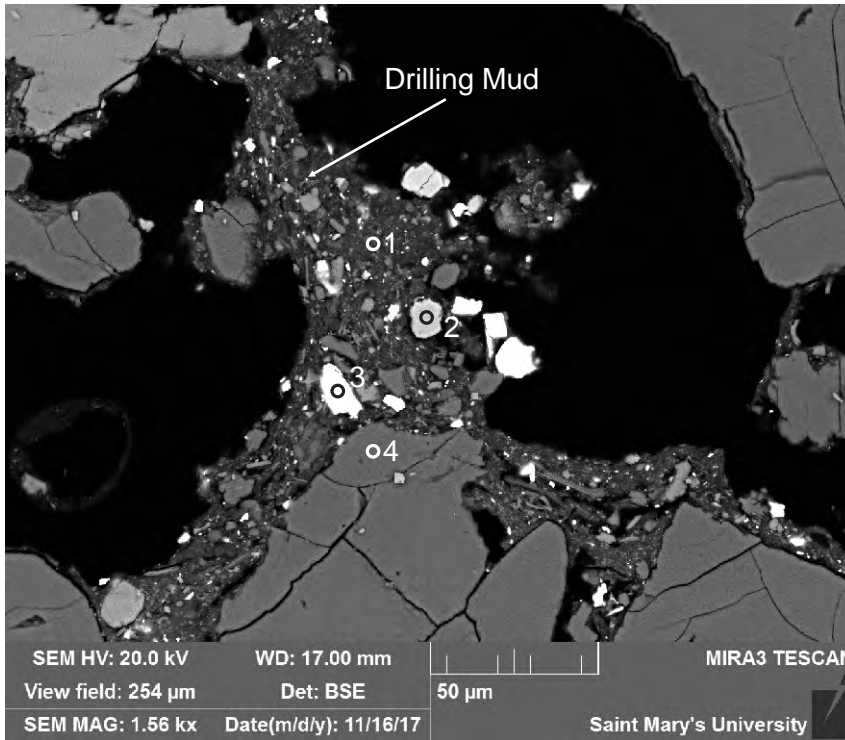 Drilling Mud
1
2
3
4
SEM HV: 20.0 kV WD: 17.00 mm MIRA3 TESCAN
View field: 254 µm Det: BSE 50 µm
SEM MAG: 1.56 kx Date(m/d/y): 11/16/17 Saint Mary's University